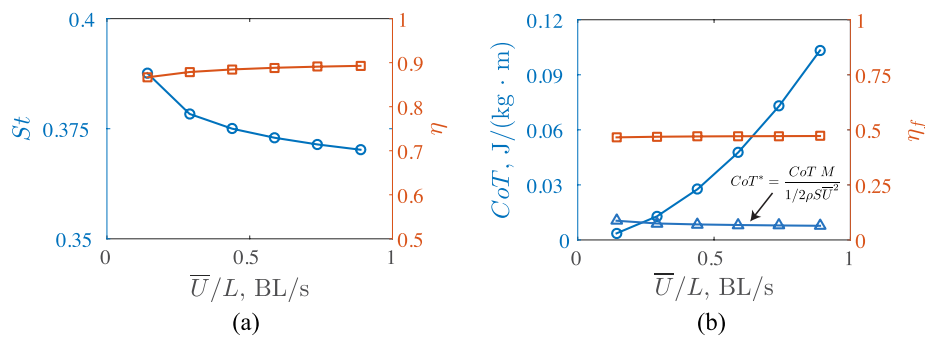 0.4
0.375
0.35
St
1
0.9
0.8
0.7
0.6
0.5
η
0
0.5
1
U̅/L, BL/s
(a)
0.12
0.09
0.06
0.03
0
CoT, J/(kg · m)
1
0.75
0.5
0.25
0
η_f
CoT* = CoT M / 1/2ρSU̅²
0
0.5
1
U̅/L, BL/s
(b)